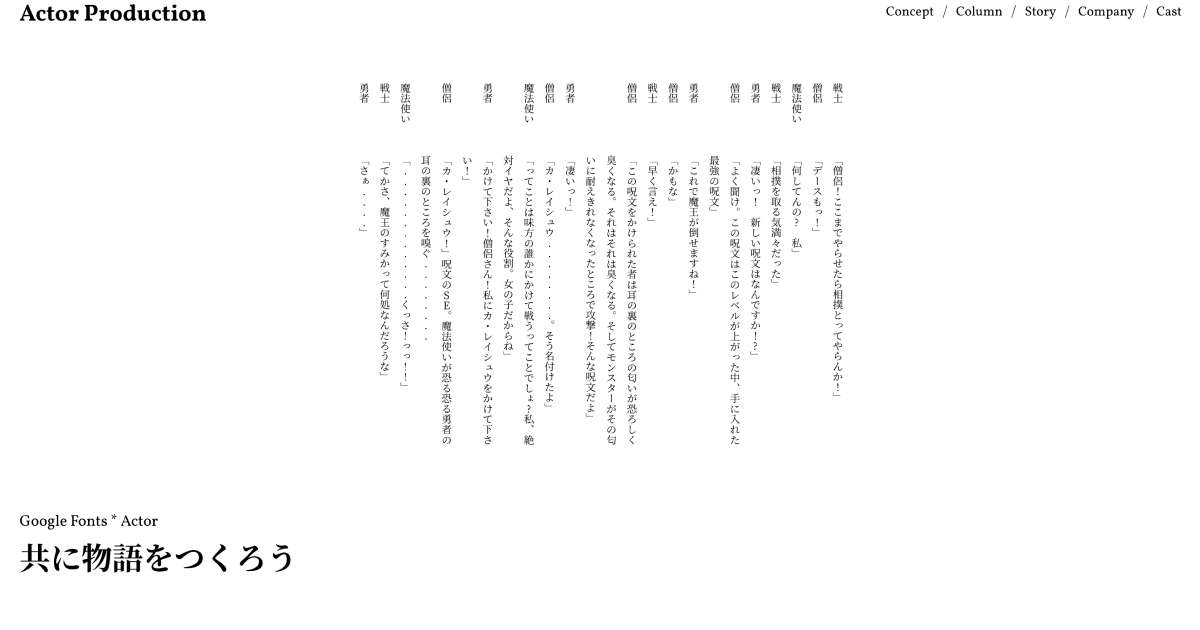 Actor Production
Concept / Column / Story / Company / Cast
戦士 「僧侶！ここまでやらせたら相撲とってやらんか！」
僧侶 「デースもっ！」
魔法使い 「何してんの？　私」
戦士 「相撲を取る気満々だった」
勇者 「凄いっ！　新しい呪文はなんですか！？」
僧侶 「よく聞け。この呪文はこのレベルが上がった中、手に入れた
最強の呪文」
勇者 「これで魔王が倒せますね！」
僧侶 「かもな」
戦士 「早く言え！」
僧侶 「この呪文をかけられた者は耳の裏のところの匂いが恐ろしく
臭くなる。それはそれは臭くなる。そしてモンスターがその匂
いに耐えきれなくなったところで攻撃！そんな呪文だよ」
勇者 「凄いっ！」
僧侶 「カ・レイシュウ．．．．．．．。そう名付けたよ」
魔法使い 「ってことは味方の誰かにかけて戦うってことでしょ？私、絶
対イヤだよ、そんな役割。女の子だからね」
勇者 「かけて下さい！僧侶さん！私にカ・レイシュウをかけて下さ
い！」
僧侶 「カ・レイシュウ！」呪文のＳＥ。魔法使いが恐る恐る勇者の
耳の裏のところを嗅ぐ．．．．．．．．
魔法使い 「．．．．．．．．．．．．．くっさ！っっ！！」
戦士 「てかさ、魔王のすみかって何処なんだろうな」
勇者 「さぁ．．．．」
Google Fonts * Actor
共に物語をつくろう